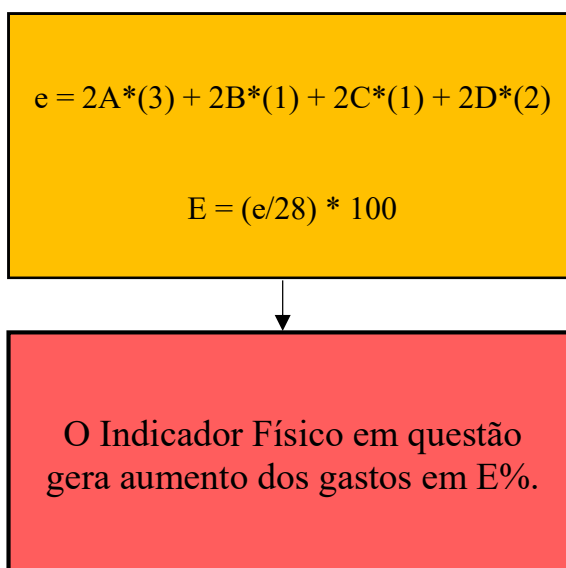 e = 2A*(3) + 2B*(1) + 2C*(1) + 2D*(2)
E = (e/28) * 100
O Indicador Físico em questão
gera aumento dos gastos em E%.